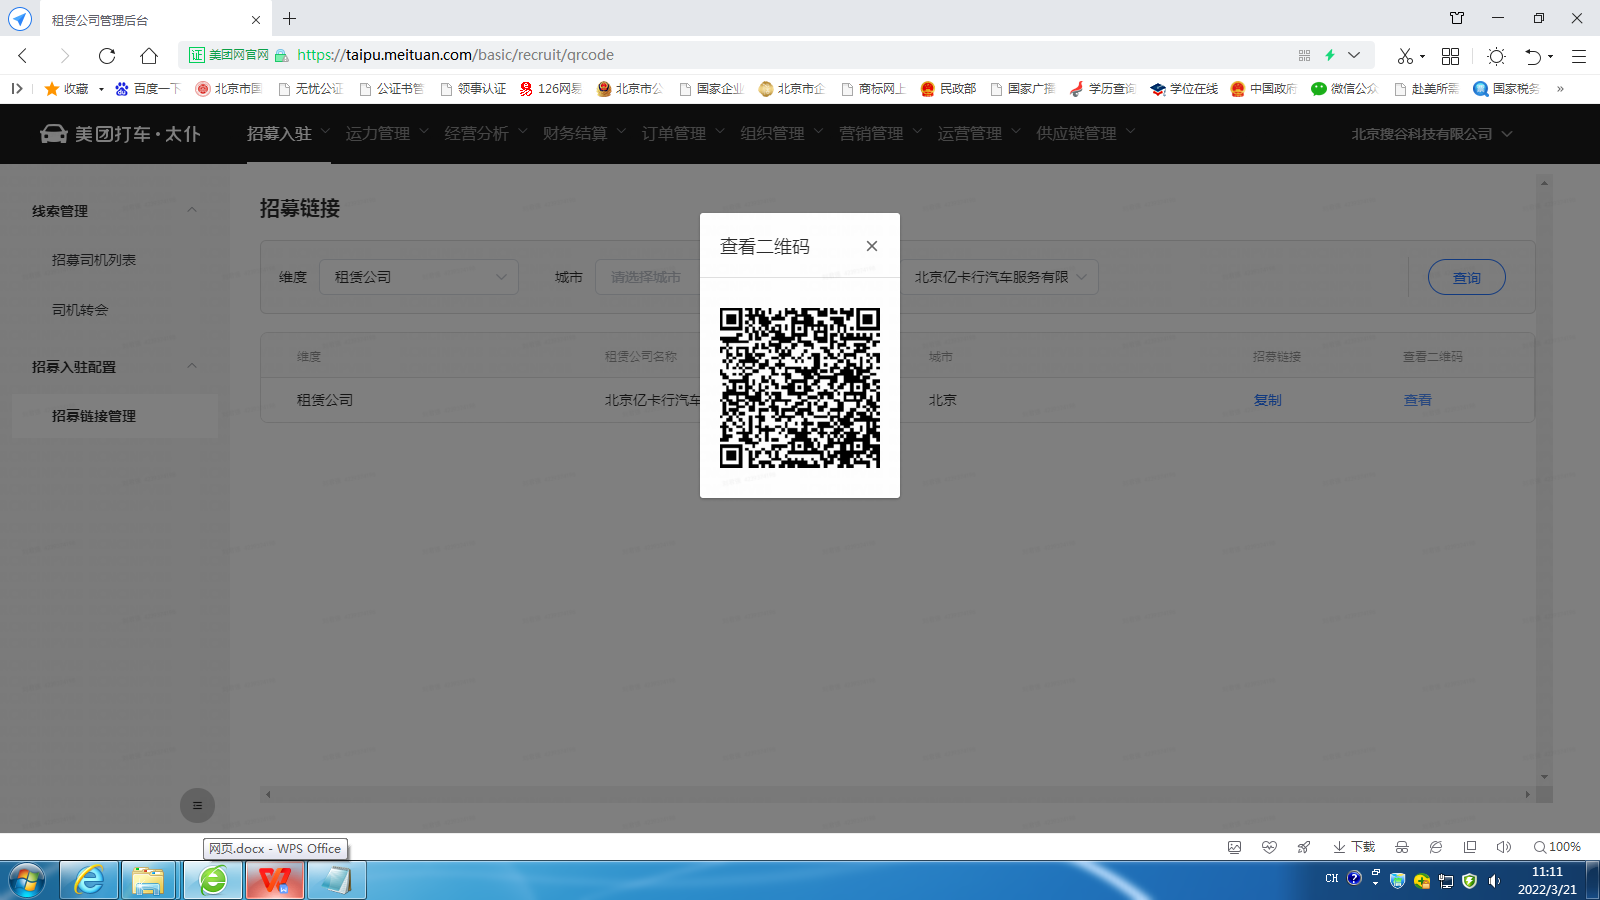 租赁公司管理后台
证 美团网官网 https://taipu.meituan.com/basic/recruit/qrcode
收藏 百度一下 北京市国 无忧公证 公证书管 领事认证 126网易 北京市公 国家企业 北京市企 商标网上 民政部 国家广播 学历查询 学位在线 中国政府 微信公众 赴美所需 国家税务 »
美团打车·太仆 招募入驻 运力管理 经营分析 财务结算 订单管理 组织管理 营销管理 运营管理 供应链管理 北京搜谷科技有限公司
线索管理
招募司机列表
司机转会
招募入驻配置
招募链接管理
招募链接
维度 租赁公司 城市 请选择城市 北京亿卡行汽车服务有限 查询
维度 租赁公司名称 城市 招募链接 查看二维码
租赁公司 北京亿卡行汽车 北京 复制 查看
查看二维码
下载 100%
网页.docx - WPS Office
CH 11:11
2022/3/21